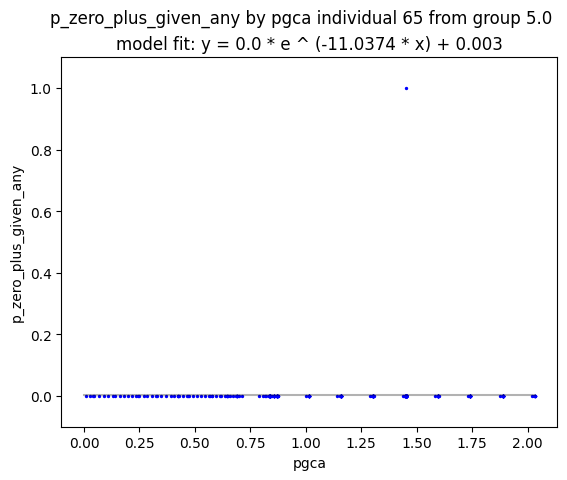 p_zero_plus_given_any by pgca individual 65 from group 5.0
model fit: y = 0.0 * e ^ (-11.0374 * x) + 0.003
1.0
0.8
0.6
0.4
0.2
0.0
p_zero_plus_given_any
0.00 0.25 0.50 0.75 1.00 1.25 1.50 1.75 2.00
pgca